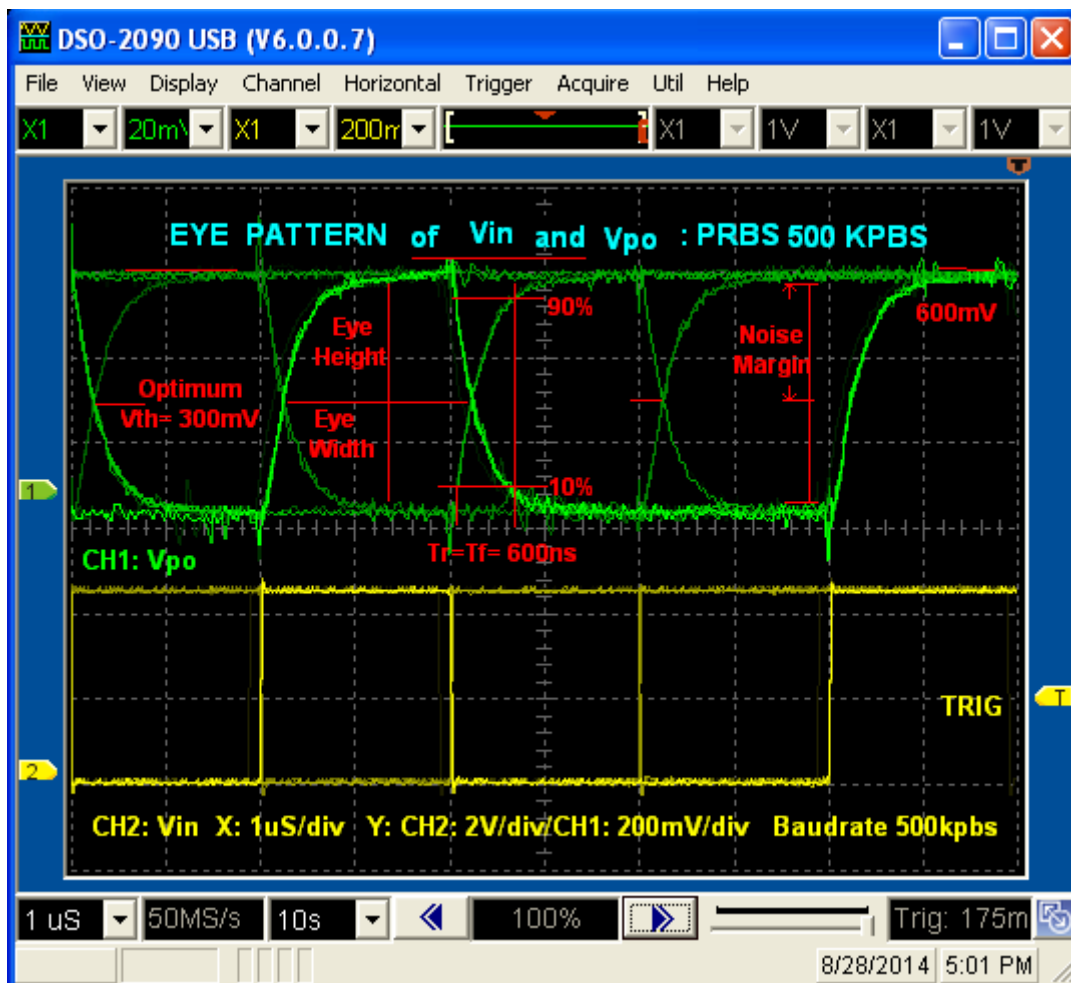 DSO-2090 USB (V6.0.0.7)
File View Display Channel Horizontal Trigger Acquire Util Help
X1 20m X1 200m X1 1V X1 1V
T
EYE PATTERN of Vin and Vpo : PRBS 500 KPBS
90%
600mV
Eye
Height
Noise
Margin
Optimum
Vth= 300mV
Eye
Width
1
10%
Tr=Tf= 600ns
CH1: Vpo
T
TRIG
2
CH2: Vin X: 1uS/div Y: CH2: 2V/div/CH1: 200mV/div Baudrate 500kpbs
1 uS 50MS/s 10s 100% Trig: 175m
8/28/2014 5:01 PM